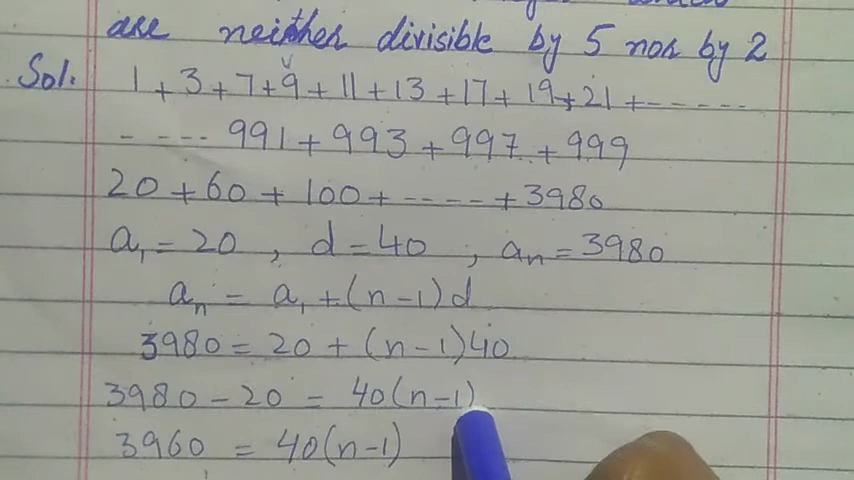 are neither divisible by 5 nor by 2
Sol. 1 + 3 + 7 + 9 + 11 + 13 + 17 + 19 + 21 + ------
- ---- 991 + 993 + 997 + 999
20 + 60 + 100 + ----- + 3980
a₁ = 20 , d = 40 , aₙ = 3980
aₙ = a₁ + (n-1)d
3980 = 20 + (n-1)40
3980 - 20 = 40(n-1)
3960 = 40(n-1)